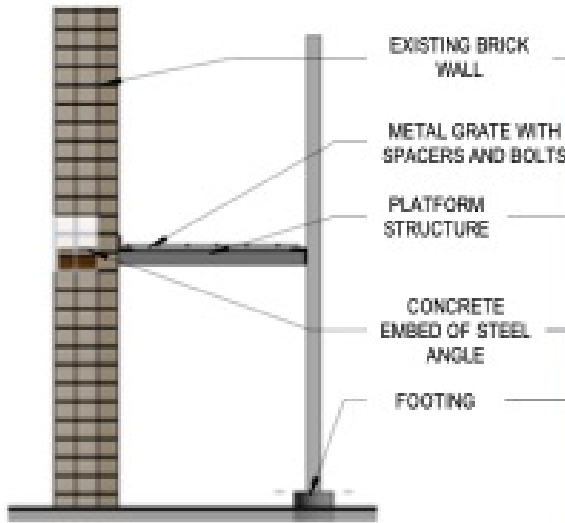 EXISTING BRICK
WALL
METAL GRATE WITH
SPACERS AND BOLTS
PLATFORM
STRUCTURE
CONCRETE
EMBED OF STEEL
ANGLE
FOOTING